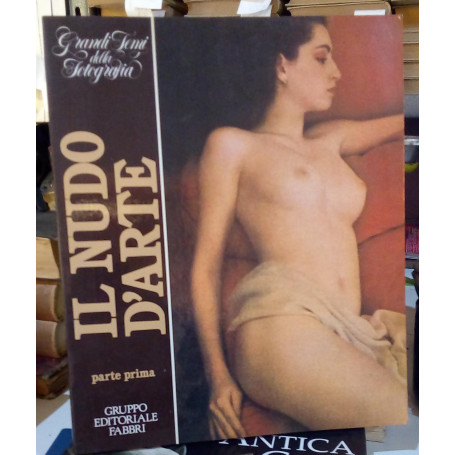 Grandi Temi
della
Fotografia
IL NUDO
D'ARTE
parte prima
GRUPPO
EDITORIALE
FABBRI
ANTICA